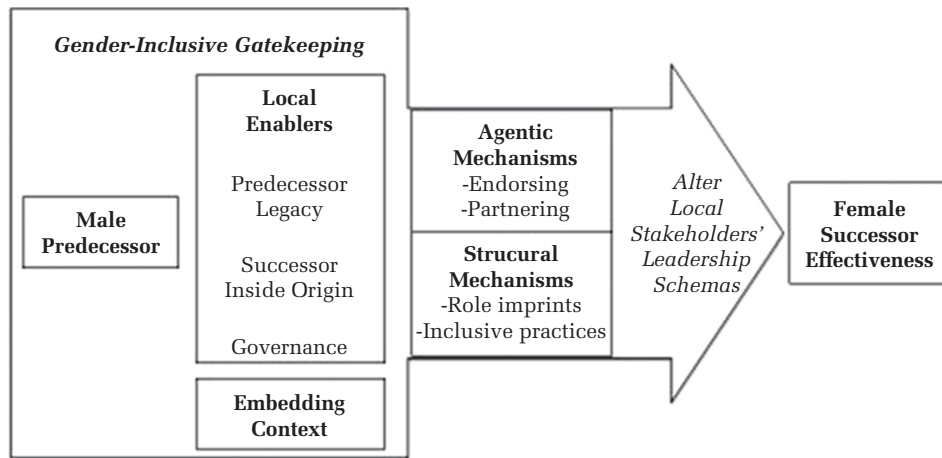 Gender-Inclusive Gatekeeping
Local
Enablers
Predecessor
Legacy
Successor
Inside Origin
Governance
Male
Predecessor
Embedding
Context
Agentic
Mechanisms
-Endorsing
-Partnering
Strucural
Mechanisms
-Role imprints
-Inclusive practices
Alter
Local
Stakeholders’
Leadership
Schemas
Female
Successor
Effectiveness